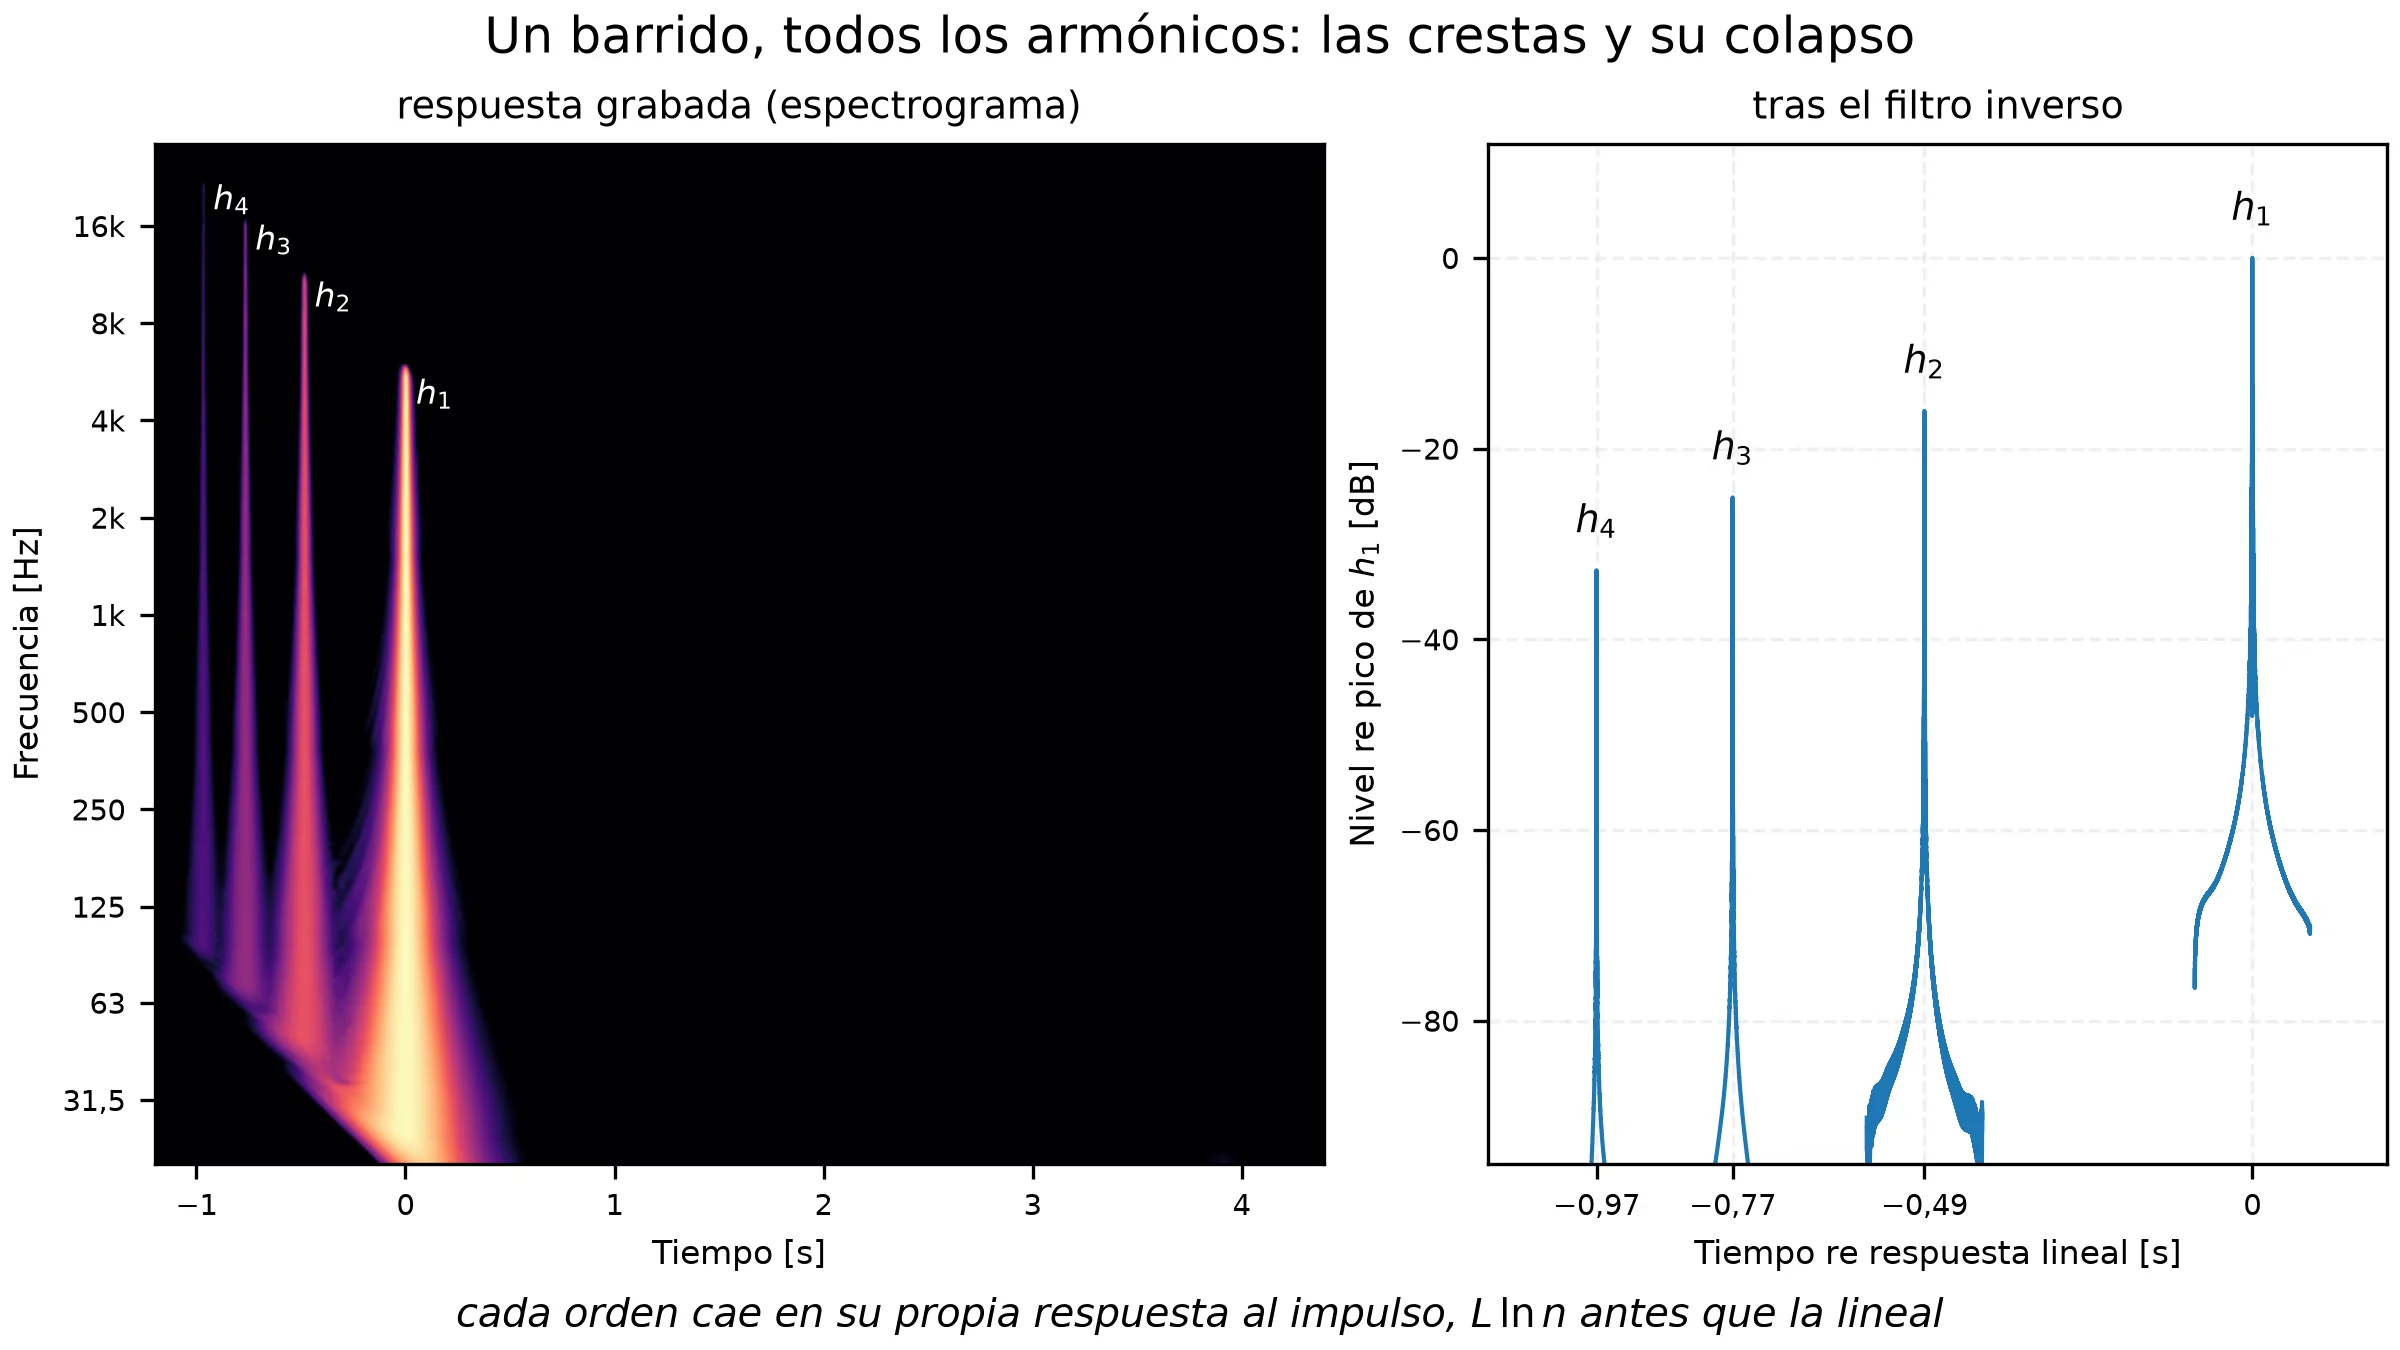 Un barrido, todos los armónicos: las crestas y su colapso
respuesta grabada (espectrograma)
Frecuencia [Hz]
16k
8k
4k
2k
1k
500
250
125
63
31,5
h4
h3
h2
h1
−1
0
1
2
3
4
Tiempo [s]
tras el filtro inverso
Nivel re pico de h1 [dB]
0
−20
−40
−60
−80
h4
h3
h2
h1
−0,97
−0,77
−0,49
0
Tiempo re respuesta lineal [s]
cada orden cae en su propia respuesta al impulso, L ln n antes que la lineal